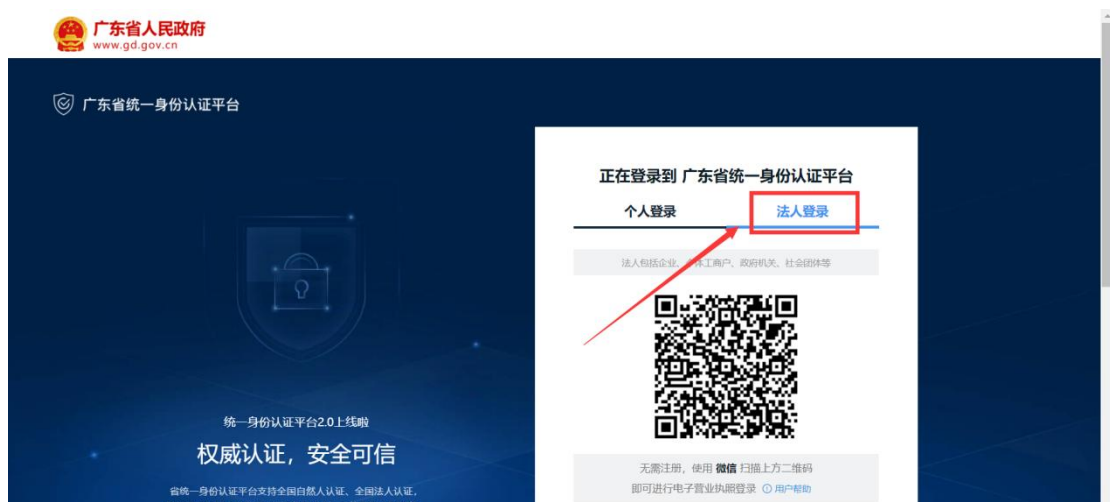 广东省人民政府
www.gd.gov.cn
广东省统一身份认证平台
正在登录到 广东省统一身份认证平台
个人登录 法人登录
法人包括企业、个体工商户、政府机关、社会团体等
统一身份认证平台2.0上线啦
权威认证，安全可信
省统一身份认证平台支持全国自然人认证、全国法人认证，
无需注册，使用 微信 扫描上方二维码
即可进行电子营业执照登录 用户帮助